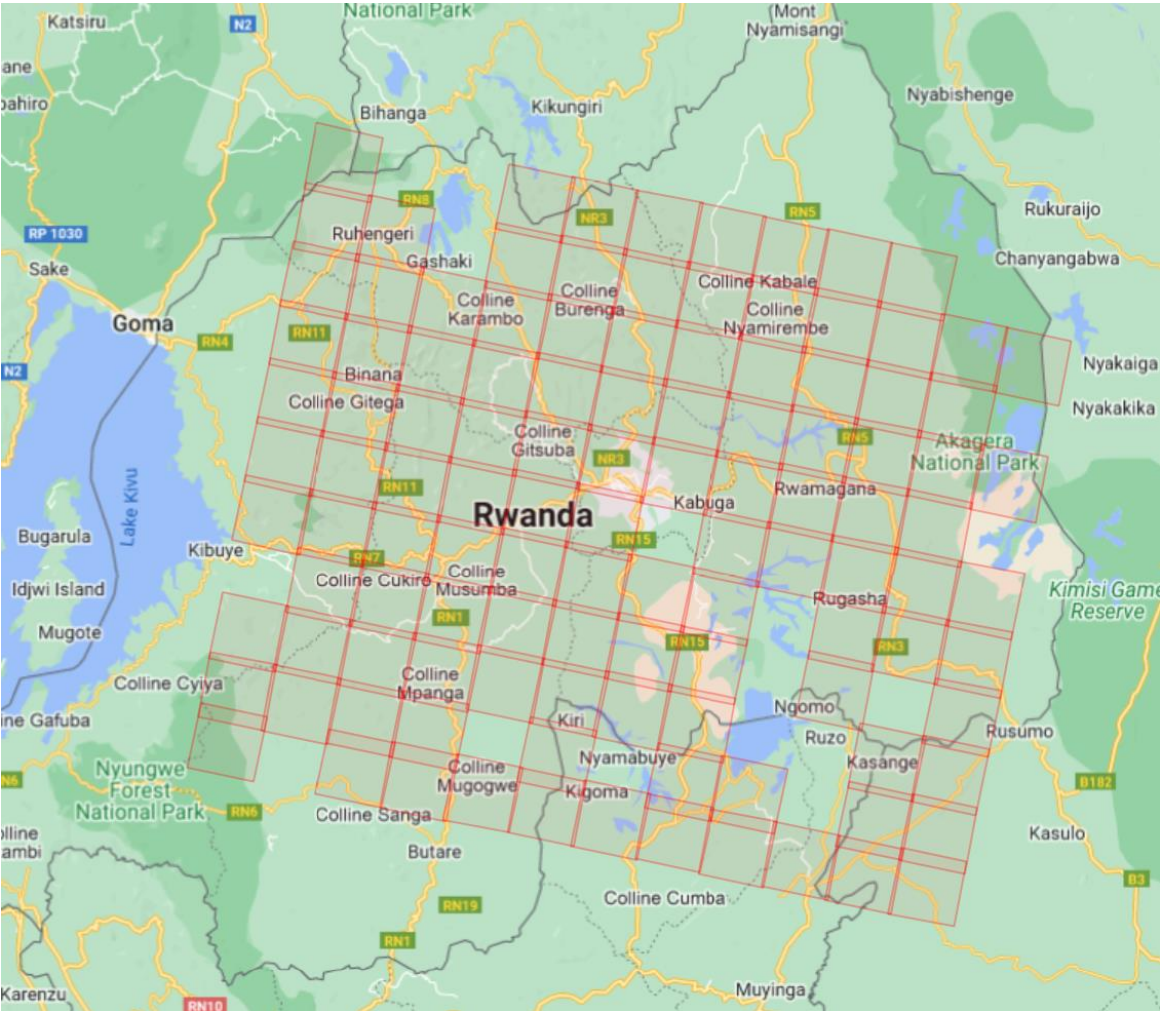 National Park
Mont
Nyamisangi
Katsiru
N2
ane
Nyabishenge
oahiro
Bihanga
Kikungiri
RN8
RN5
Rukuraijo
NR3
RP 1030
Ruhengeri
Sake
Gashaki
Chanyangabwa
Colline Kabale
Colline
Karambo
Colline
Burenga
Colline
Nyamirembe
Goma
RN11
RN4
Nyakaiga
N2
Binana
Colline Gitega
Nyakakika
Colline
Gitsuba
RN5
Akagera
National Park
NR3
RN11
Rwamagana
Lake Kivu
Rwanda
Kabuga
Bugarula
Kibuye
RN15
RN7
Colline Cukiro
Colline
Musumba
Idjwi Island
Kimisi Game
Reserve
Rugasha
RN1
Mugote
RN15
RN3
Colline Cyiya
Colline
Mpanga
ine Gafuba
Kiri
Ngomo
Ruzo
Rusumo
Nyamabuye
Kasange
Nyungwe
Forest
National Park
N6
Colline
Mugogwe
Kigoma
B182
RN6
Colline Sanga
Kasulo
olline
ambi
Butare
B3
Colline Cumba
RN19
RN1
Karenzu
RN10
Muyinga